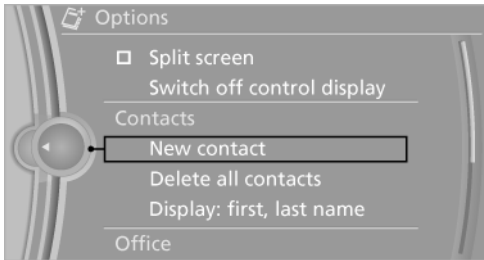 Options
Split screen
Switch off control display
Contacts
New contact
Delete all contacts
Display: first, last name
Office